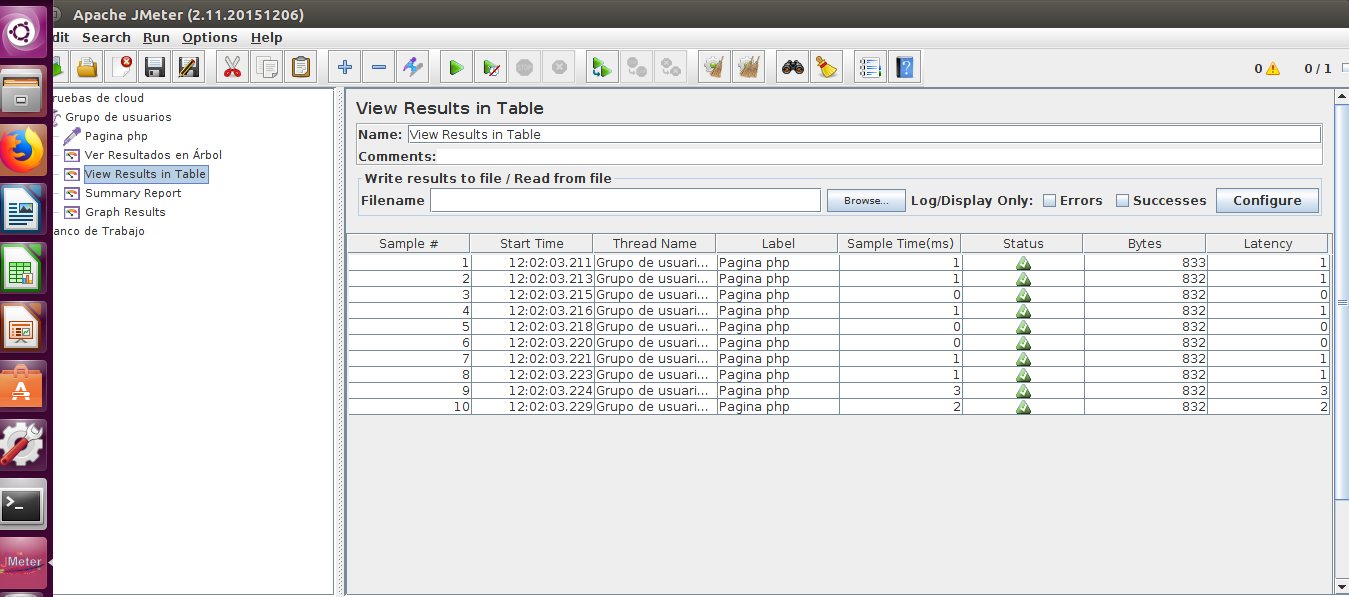 Apache JMeter (2.11.20151206)
dit Search Run Options Help
0 0 / 1
ruebas de cloud
Grupo de usuarios
Pagina php
Ver Resultados en Árbol
View Results in Table
Summary Report
Graph Results
anco de Trabajo
JMeter
View Results in Table
Name: View Results in Table
Comments:
Write results to file / Read from file
Filename Browse... Log/Display Only: Errors Successes Configure
Sample # Start Time Thread Name Label Sample Time(ms) Status Bytes Latency
1 12:02:03.211 Grupo de usuari... Pagina php 1 833 1
2 12:02:03.213 Grupo de usuari... Pagina php 1 832 1
3 12:02:03.215 Grupo de usuari... Pagina php 0 832 0
4 12:02:03.216 Grupo de usuari... Pagina php 1 832 1
5 12:02:03.218 Grupo de usuari... Pagina php 0 832 0
6 12:02:03.220 Grupo de usuari... Pagina php 0 832 0
7 12:02:03.221 Grupo de usuari... Pagina php 1 832 1
8 12:02:03.223 Grupo de usuari... Pagina php 1 832 1
9 12:02:03.224 Grupo de usuari... Pagina php 3 832 3
10 12:02:03.229 Grupo de usuari... Pagina php 2 832 2